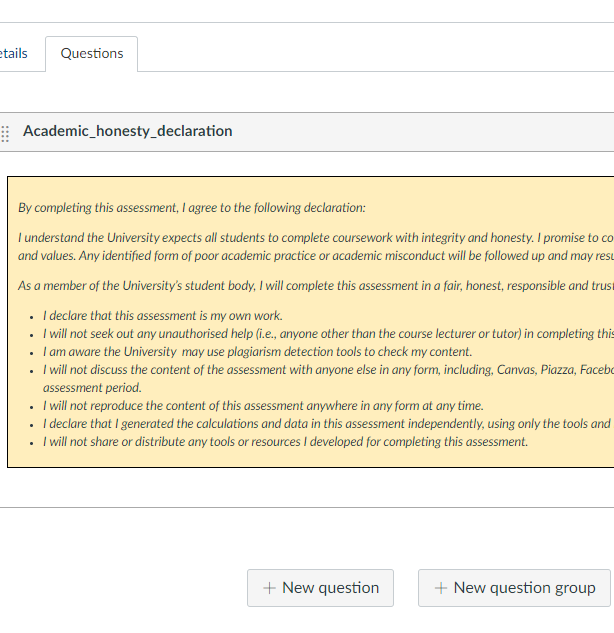 etails
Questions
Academic_honesty_declaration
By completing this assessment, I agree to the following declaration:
I understand the University expects all students to complete coursework with integrity and honesty. I promise to co
and values. Any identified form of poor academic practice or academic misconduct will be followed up and may resu
As a member of the University's student body, I will complete this assessment in a fair, honest, responsible and trus
• I declare that this assessment is my own work.
• I will not seek out any unauthorised help (i.e., anyone other than the course lecturer or tutor) in completing this
• I am aware the University  may use plagiarism detection tools to check my content.
• I will not discuss the content of the assessment with anyone else in any form, including, Canvas, Piazza, Facebo
assessment period.
• I will not reproduce the content of this assessment anywhere in any form at any time.
• I declare that I generated the calculations and data in this assessment independently, using only the tools and
• I will not share or distribute any tools or resources I developed for completing this assessment.
+ New question
+ New question group